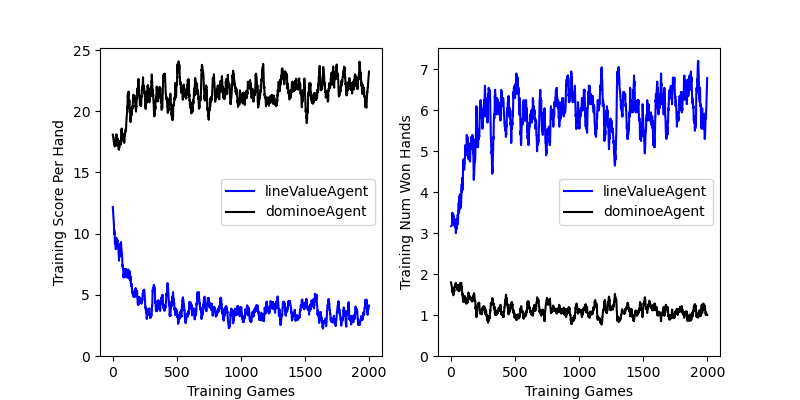 25
20
15
10
5
0
Training Score Per Hand
lineValueAgent
dominoeAgent
0 500 1000 1500 2000
Training Games
7
6
5
4
3
2
1
0
Training Num Won Hands
lineValueAgent
dominoeAgent
0 500 1000 1500 2000
Training Games